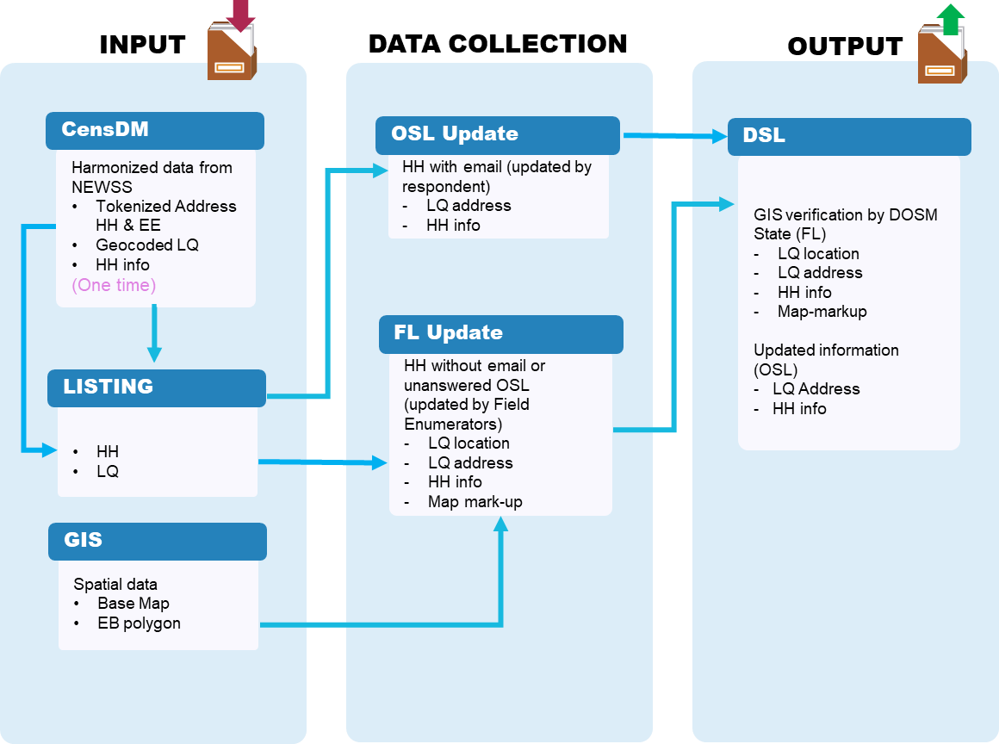 INPUT
CensDM
Harmonized data from
NEWSS
• Tokenized Address
HH & EE
• Geocoded LQ
• HH info
(One time)
LISTING
• HH
• LQ
GIS
Spatial data
• Base Map
• EB polygon
DATA COLLECTION
OSL Update
HH with email (updated by
respondent)
- LQ address
- HH info
FL Update
HH without email or
unanswered OSL
(updated by Field
Enumerators)
- LQ location
- LQ address
- HH info
- Map mark-up
OUTPUT
DSL
GIS verification by DOSM
State (FL)
- LQ location
- LQ address
- HH info
- Map-markup
Updated information
(OSL)
- LQ Address
- HH info